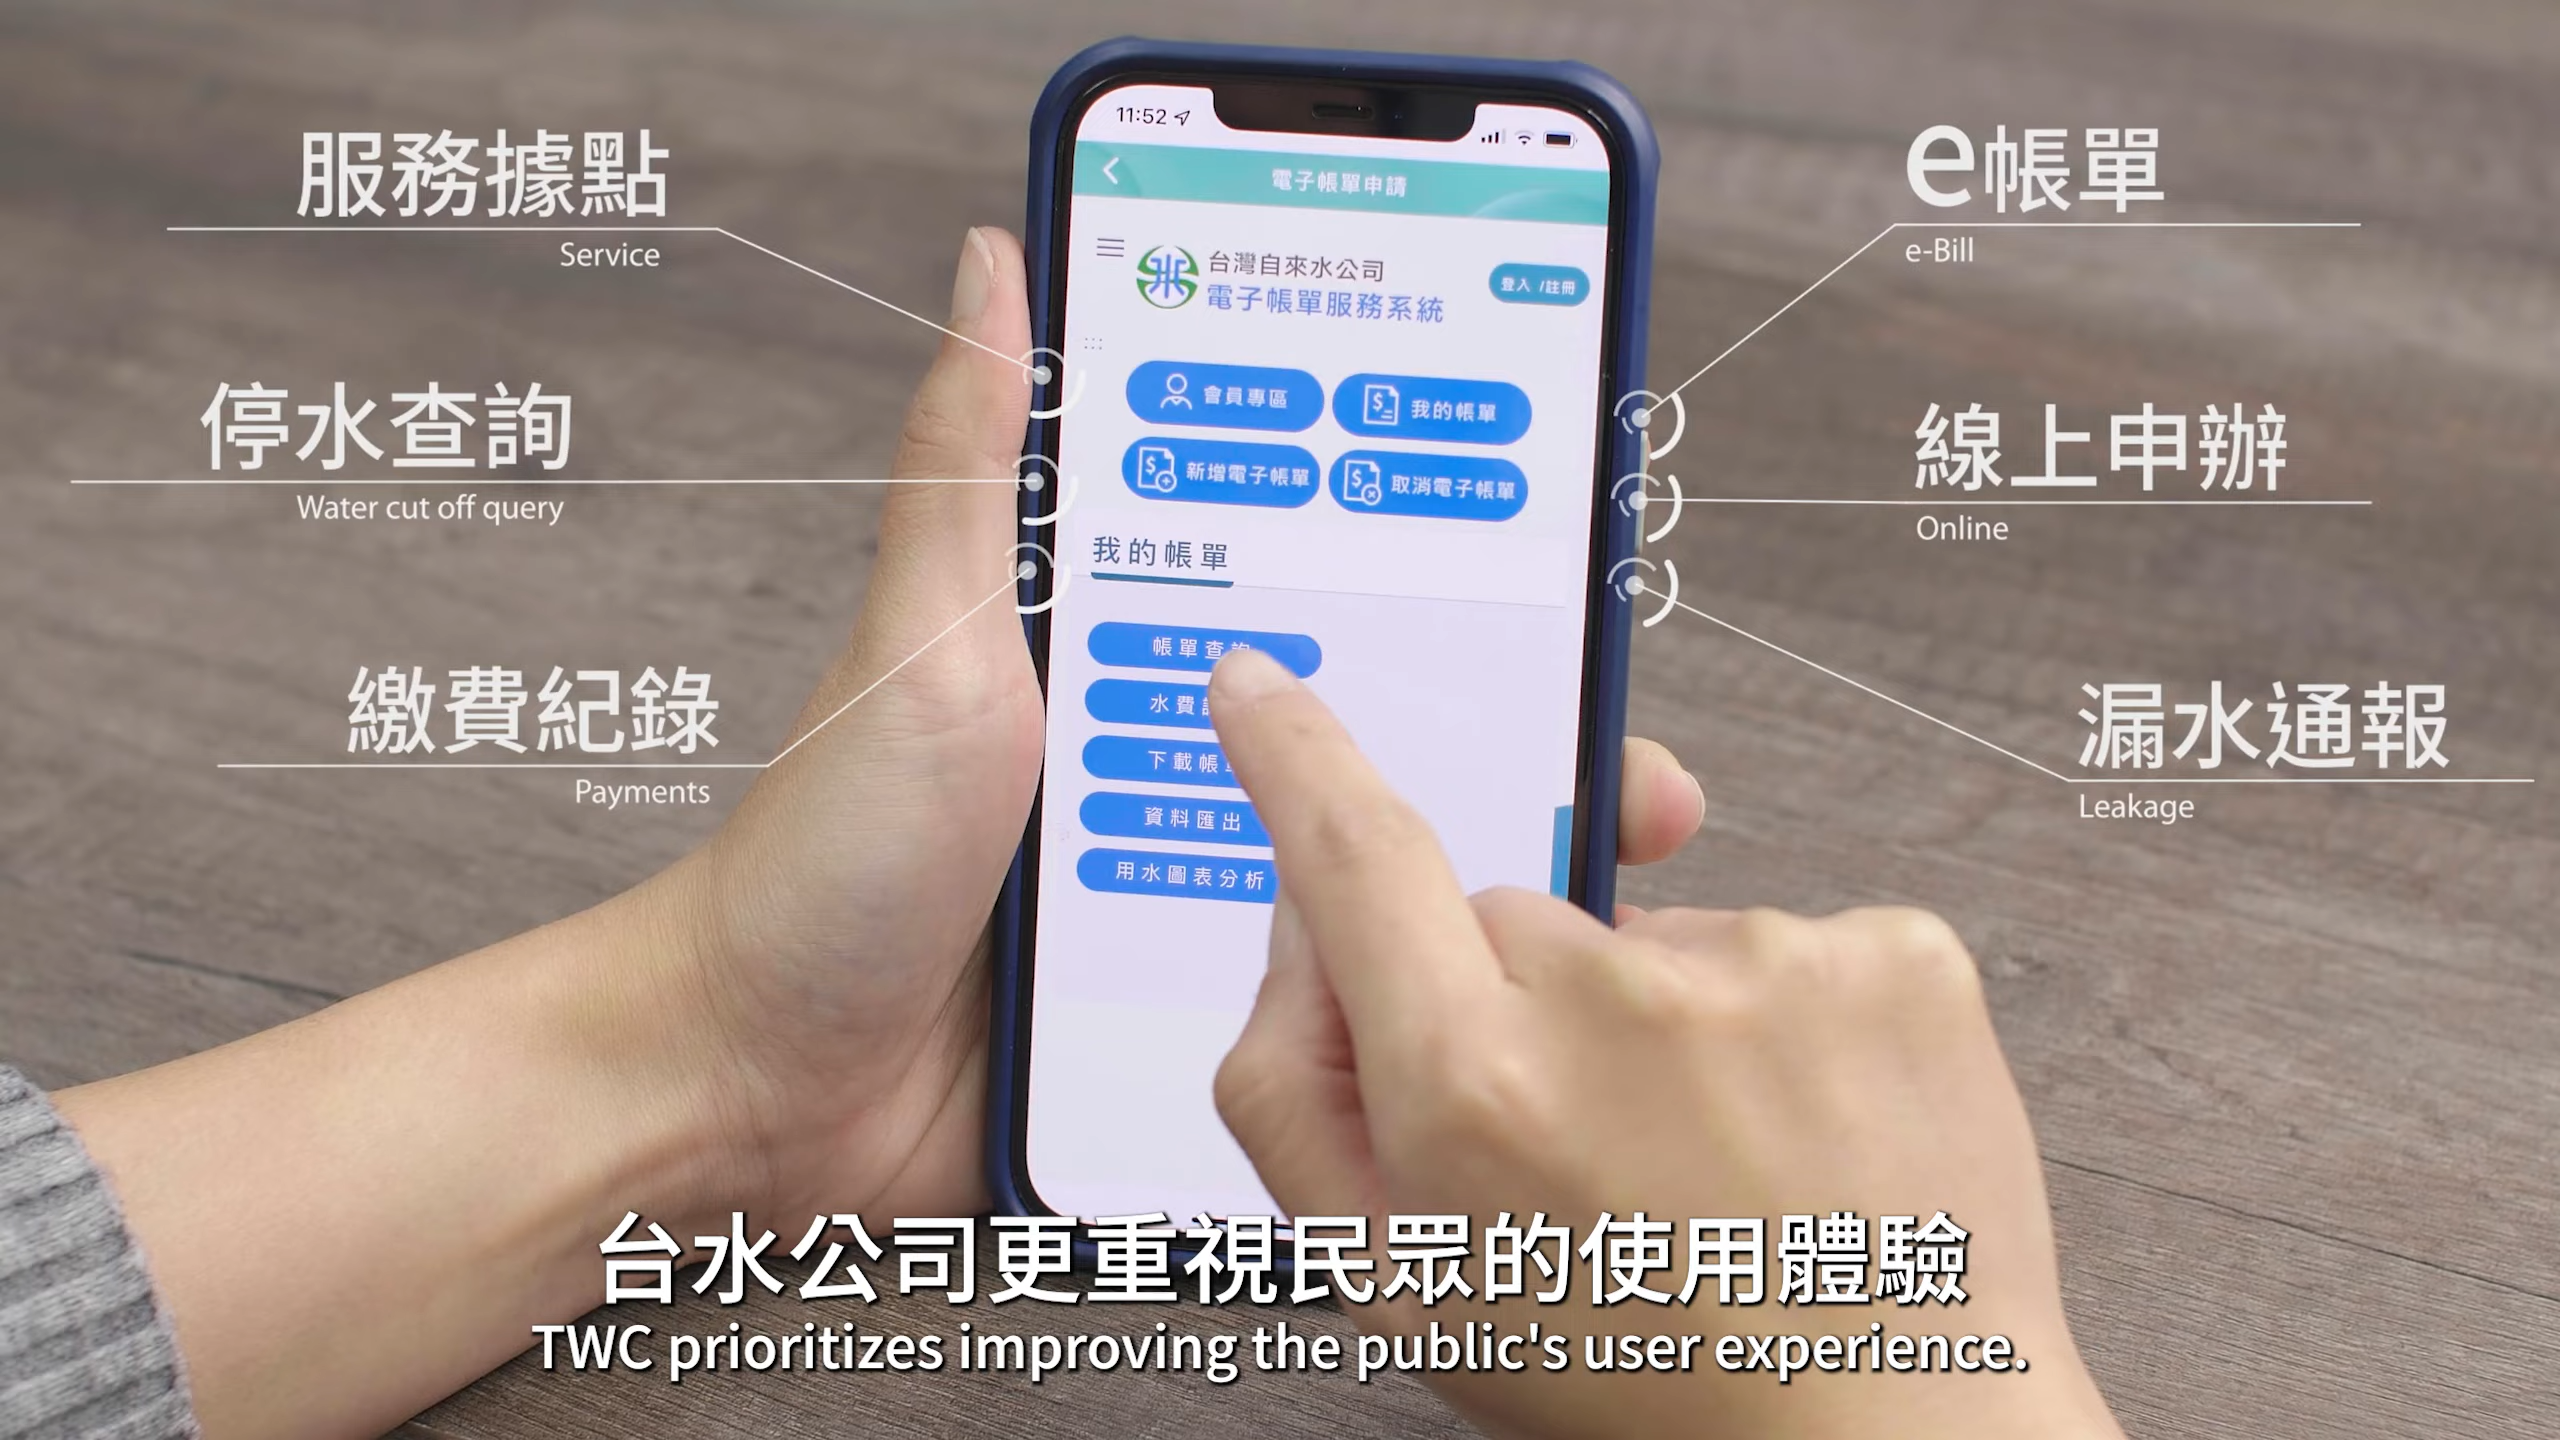 服務據點
Service
停水查詢
Water cut off query
繳費紀錄
Payments
e帳單
e-Bill
線上申辦
Online
漏水通報
Leakage
11:52
電子帳單申請
台灣自來水公司
電子帳單服務系統
登入 /註冊
會員專區
我的帳單
新增電子帳單
取消電子帳單
我的帳單
帳單查詢
水費
下載帳
資料匯出
用水圖表分析
台水公司更重視民眾的使用體驗
TWC prioritizes improving the public's user experience.